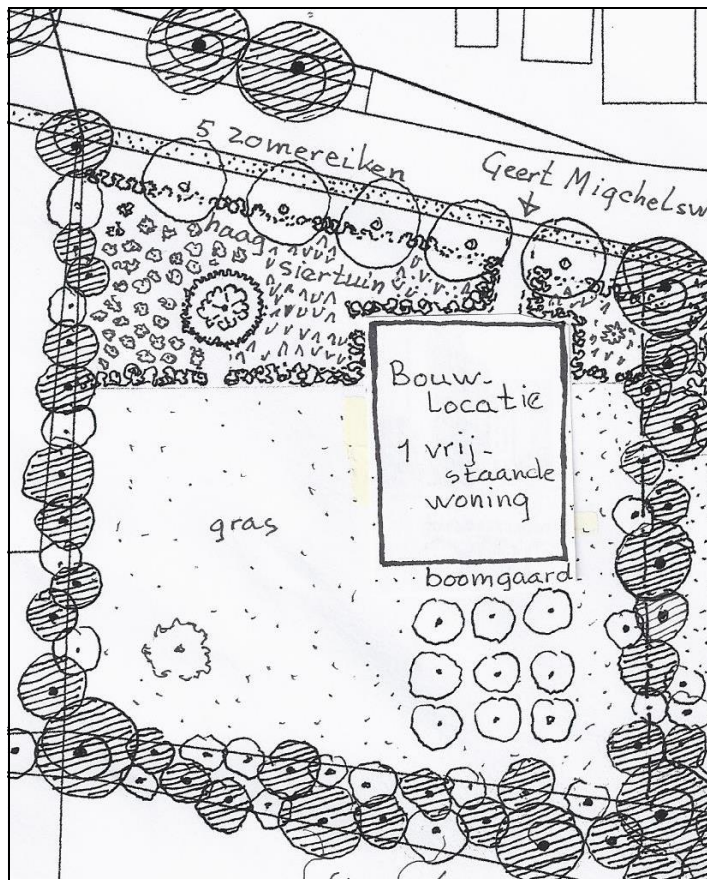 5 zomereiken
Geert Migchelsw
haag
siertuin
Bouw-
Locatie
1 vrij-
staande
woning
gras
boomgaard